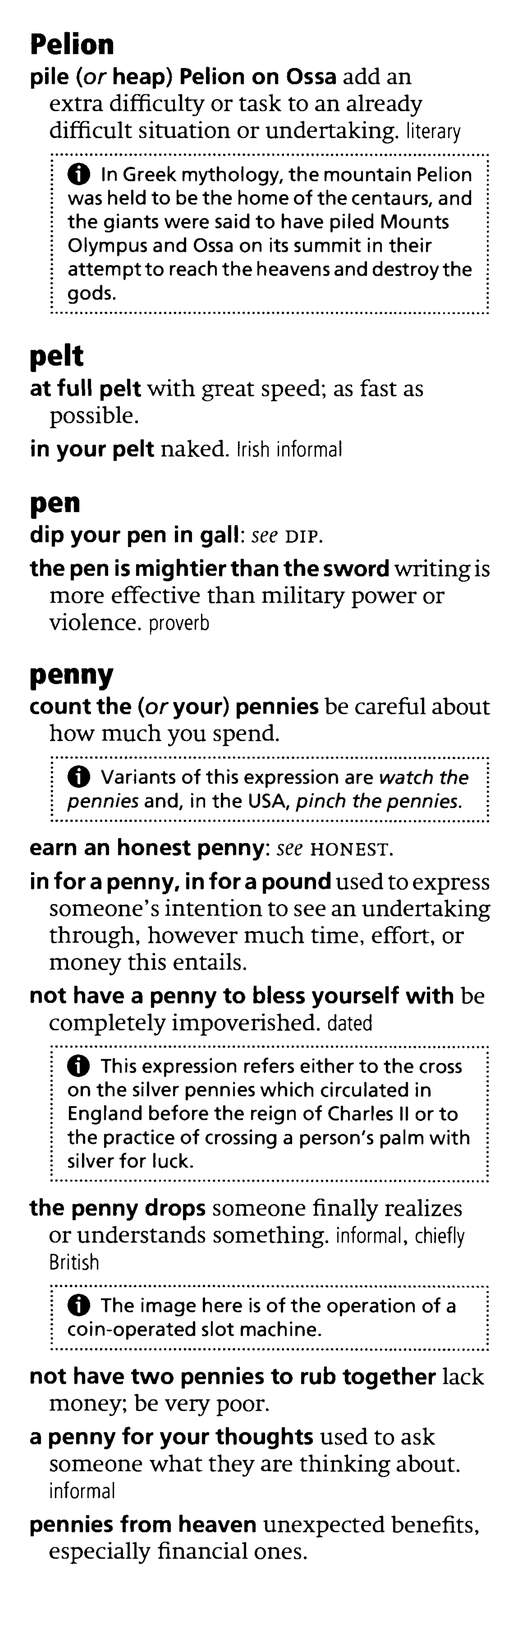 Pelion
pile (or heap) Pelion on Ossa add an
extra difficulty or task to an already
difficult situation or undertaking. literary
i In Greek mythology, the mountain Pelion
was held to be the home of the centaurs, and
the giants were said to have piled Mounts
Olympus and Ossa on its summit in their
attempt to reach the heavens and destroy the
gods.
pelt
at full pelt with great speed; as fast as
possible.
in your pelt naked. Irish informal
pen
dip your pen in gall: see DIP.
the pen is mightier than the sword writing is
more effective than military power or
violence. proverb
penny
count the (or your) pennies be careful about
how much you spend.
i Variants of this expression are watch the
pennies and, in the USA, pinch the pennies.
earn an honest penny: see HONEST.
in for a penny, in for a pound used to express
someone's intention to see an undertaking
through, however much time, effort, or
money this entails.
not have a penny to bless yourself with be
completely impoverished. dated
i This expression refers either to the cross
on the silver pennies which circulated in
England before the reign of Charles II or to
the practice of crossing a person's palm with
silver for luck.
the penny drops someone finally realizes
or understands something. informal, chiefly
British
i The image here is of the operation of a
coin-operated slot machine.
not have two pennies to rub together lack
money; be very poor.
a penny for your thoughts used to ask
someone what they are thinking about.
informal
pennies from heaven unexpected benefits,
especially financial ones.